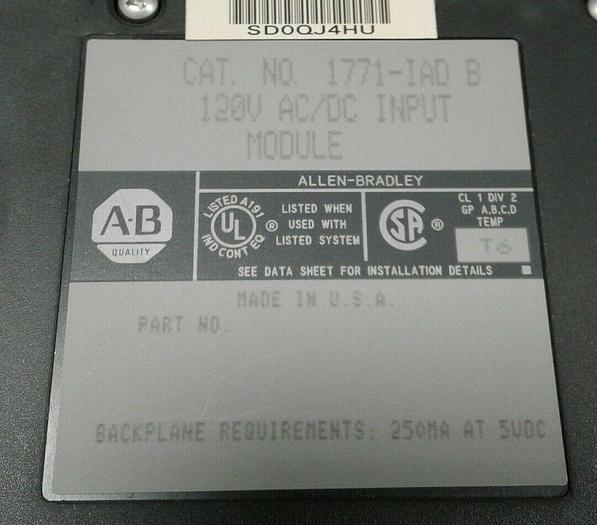 SD0QJ4HU
CAT. NO. 1771-IAD B
120V AC/DC INPUT
MODULE
ALLEN-BRADLEY
A-B
QUALITY
LISTED A191
UL
IND CONT EQ
®
LISTED WHEN
USED WITH
LISTED SYSTEM
SA
®
CL 1 DIV 2
GP A,B,C,D
TEMP
T6
SEE DATA SHEET FOR INSTALLATION DETAILS
MADE IN U.S.A.
PART NO.
BACKPLANE REQUIREMENTS: 250MA AT 5VDC